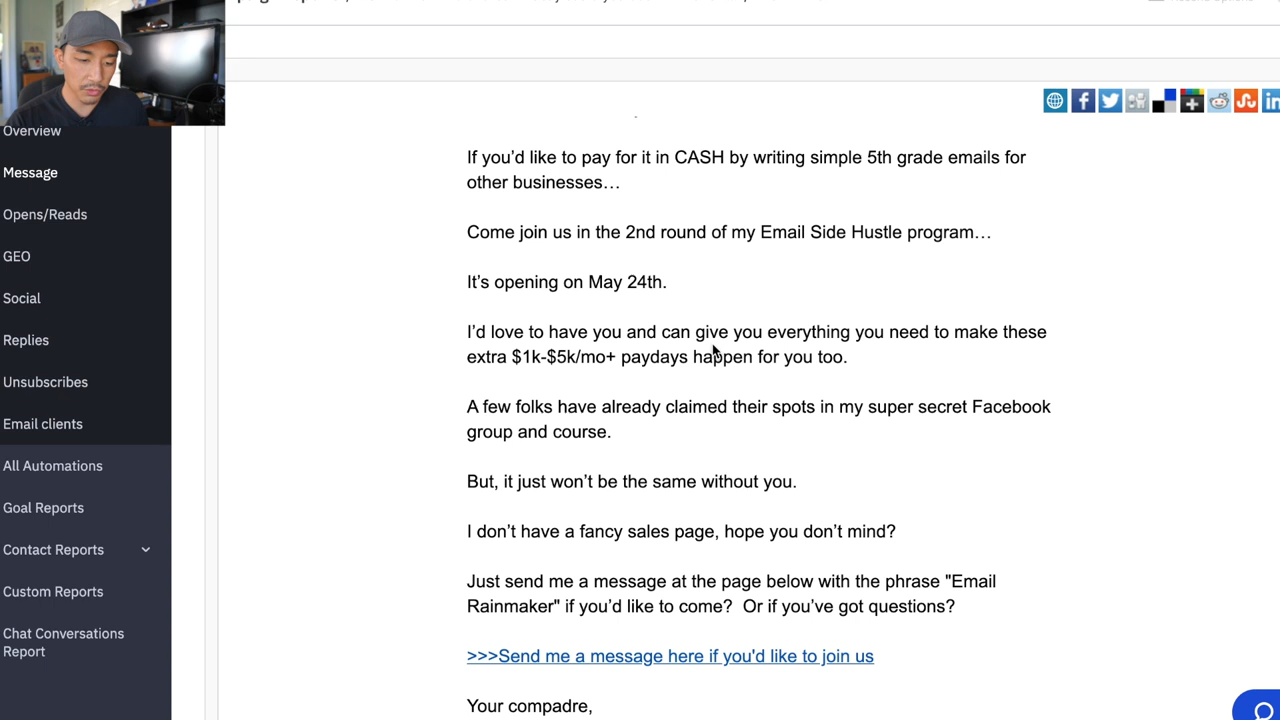 Overview
Message
Opens/Reads
GEO
Social
Replies
Unsubscribes
Email clients
All Automations
Goal Reports
Contact Reports
Custom Reports
Chat Conversations
Report
If you’d like to pay for it in CASH by writing simple 5th grade emails for
other businesses…
Come join us in the 2nd round of my Email Side Hustle program…
It’s opening on May 24th.
I’d love to have you and can give you everything you need to make these
extra $1k-$5k/mo+ paydays happen for you too.
A few folks have already claimed their spots in my super secret Facebook
group and course.
But, it just won’t be the same without you.
I don’t have a fancy sales page, hope you don’t mind?
Just send me a message at the page below with the phrase "Email
Rainmaker" if you’d like to come?  Or if you’ve got questions?
>>>Send me a message here if you'd like to join us
Your compadre,